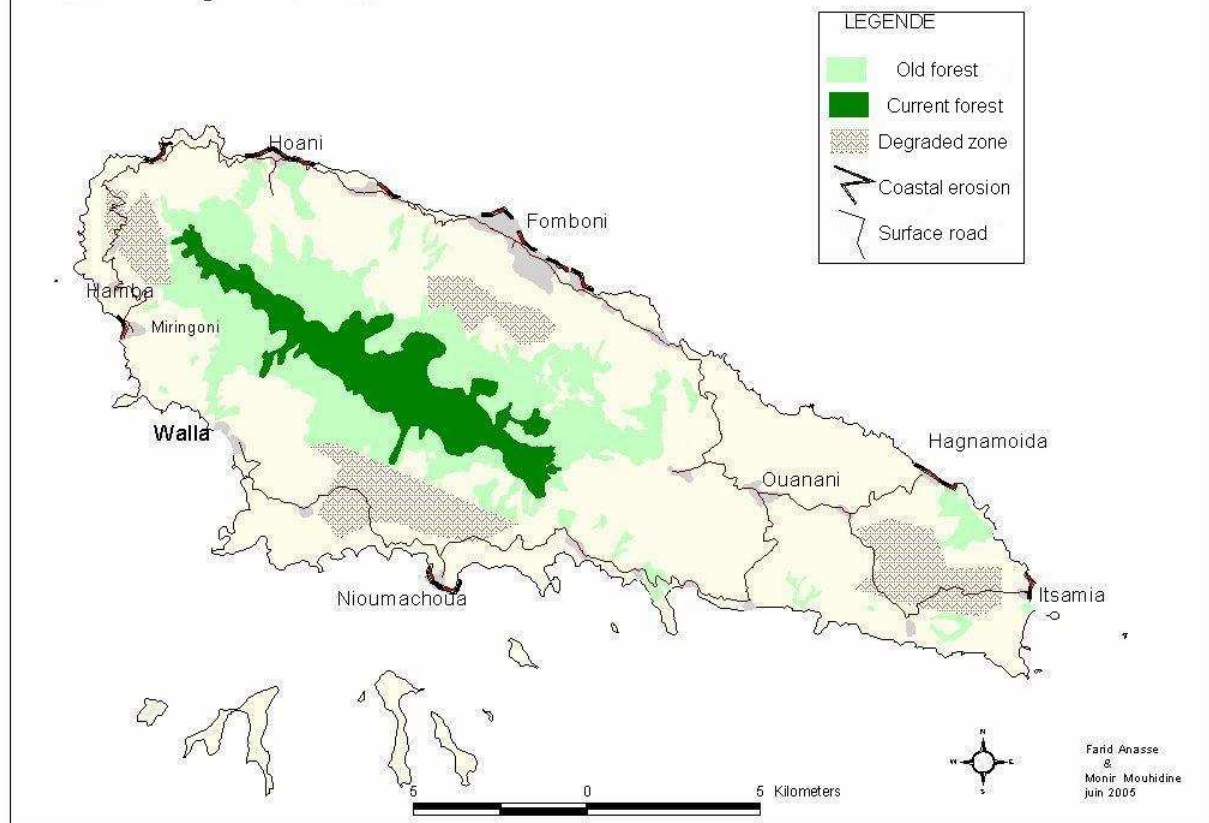 LEGENDE
Old forest
Current forest
Degraded zone
Coastal erosion
Surface road
Hoani
Fomboni
Hamba
Miringoni
Walla
Hagnamoida
Ouanani
Nioumachoua
Itsamia
N
W E
S
5 0 5 Kilometers
Farid Anasse
&
Monir Mouhidine
juin 2005